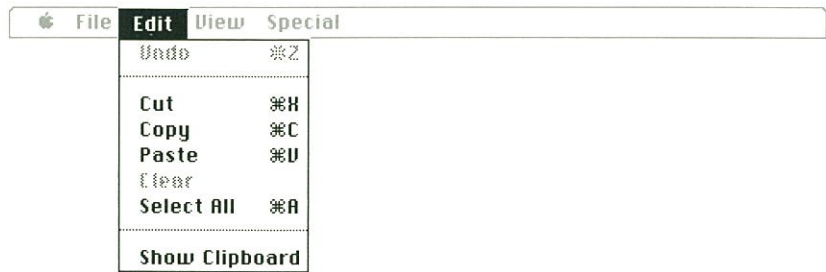 File Edit View Special
Undo ⌘Z
Cut ⌘X
Copy ⌘C
Paste ⌘V
Clear
Select All ⌘A
Show Clipboard